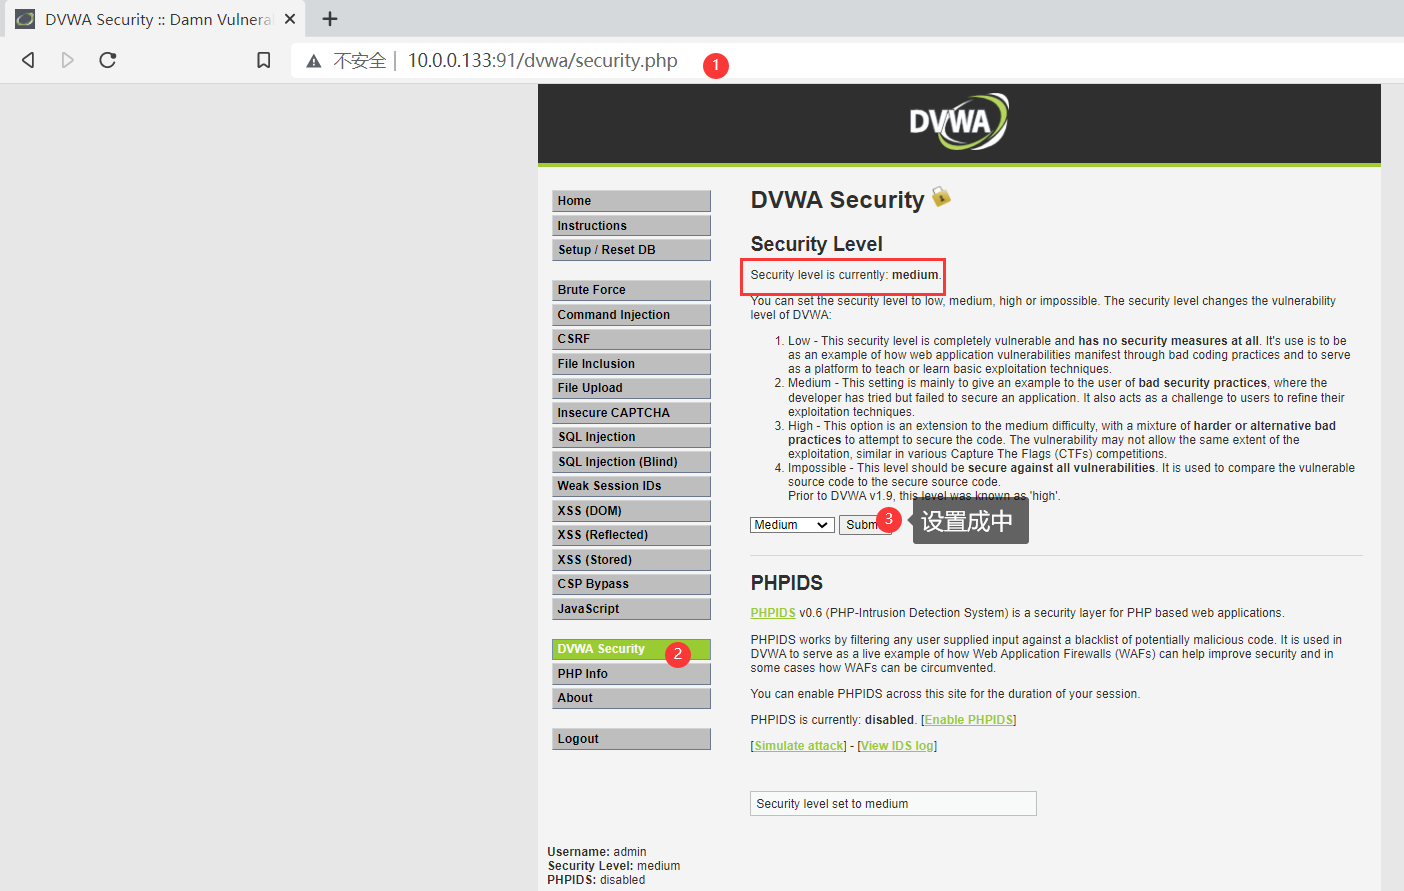 DVWA Security :: Damn Vulnera
不安全 | 10.0.0.133:91/dvwa/security.php
1
DVWA
Home
Instructions
Setup / Reset DB
Brute Force
Command Injection
CSRF
File Inclusion
File Upload
Insecure CAPTCHA
SQL Injection
SQL Injection (Blind)
Weak Session IDs
XSS (DOM)
XSS (Reflected)
XSS (Stored)
CSP Bypass
JavaScript
DVWA Security
2
PHP Info
About
Logout
DVWA Security
Security Level
Security level is currently: medium.
You can set the security level to low, medium, high or impossible. The security level changes the vulnerability
level of DVWA:
1. Low - This security level is completely vulnerable and has no security measures at all. It's use is to be
as an example of how web application vulnerabilities manifest through bad coding practices and to serve
as a platform to teach or learn basic exploitation techniques.
2. Medium - This setting is mainly to give an example to the user of bad security practices, where the
developer has tried but failed to secure an application. It also acts as a challenge to users to refine their
exploitation techniques.
3. High - This option is an extension to the medium difficulty, with a mixture of harder or alternative bad
practices to attempt to secure the code. The vulnerability may not allow the same extent of the
exploitation, similar in various Capture The Flags (CTFs) competitions.
4. Impossible - This level should be secure against all vulnerabilities. It is used to compare the vulnerable
source code to the secure source code.
Prior to DVWA v1.9, this level was known as 'high'.
Medium
Subm
3
设置成中
PHPIDS
PHPIDS v0.6 (PHP-Intrusion Detection System) is a security layer for PHP based web applications.
PHPIDS works by filtering any user supplied input against a blacklist of potentially malicious code. It is used in
DVWA to serve as a live example of how Web Application Firewalls (WAFs) can help improve security and in
some cases how WAFs can be circumvented.
You can enable PHPIDS across this site for the duration of your session.
PHPIDS is currently: disabled. [Enable PHPIDS]
[Simulate attack] - [View IDS log]
Security level set to medium
Username: admin
Security Level: medium
PHPIDS: disabled